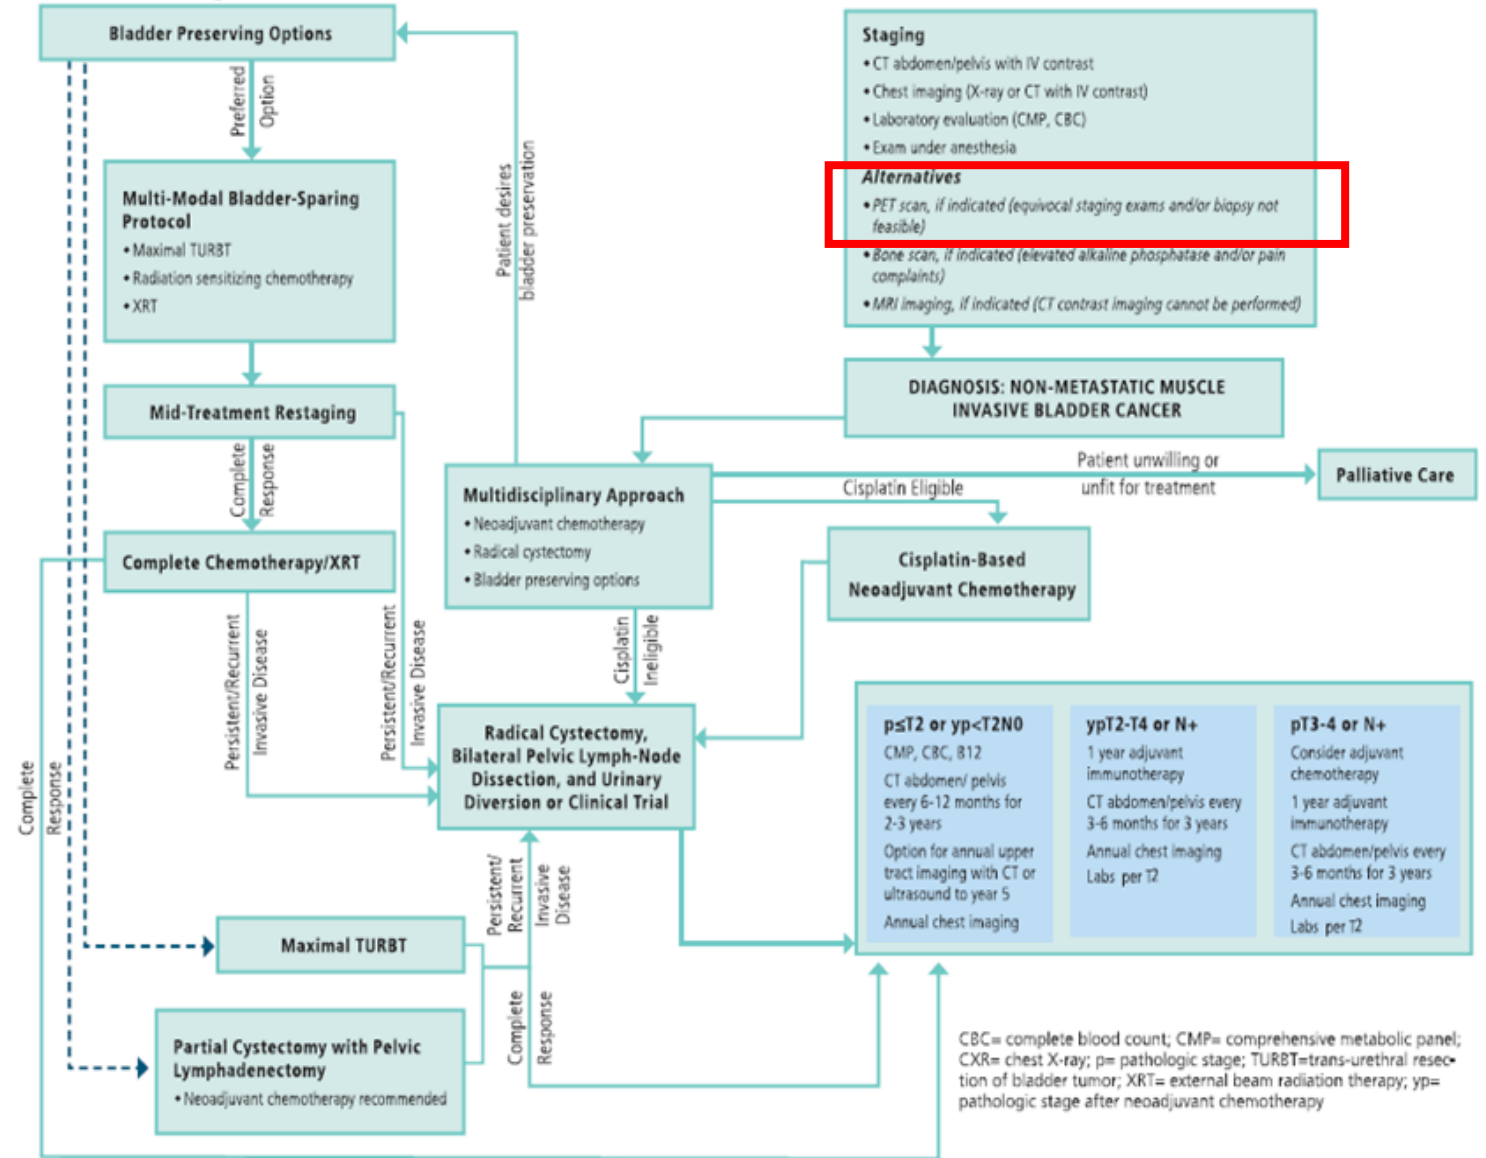 Bladder Preserving Options
Preferred
Option
Multi-Modal Bladder-Sparing
Protocol
• Maximal TURBT
• Radiation sensitizing chemotherapy
• XRT
Mid-Treatment Restaging
Complete
Response
Complete Chemotherapy/XRT
Persistent/Recurrent
Invasive Disease
Persistent/Recurrent
Invasive Disease
Complete
Response
Patient desires
bladder preservation
Staging
• CT abdomen/pelvis with IV contrast
• Chest imaging (X-ray or CT with IV contrast)
• Laboratory evaluation (CMP, CBC)
• Exam under anesthesia
Alternatives
• PET scan, if indicated (equivocal staging exams and/or biopsy not
feasible)
• Bone scan, if indicated (elevated alkaline phosphatase and/or pain
complaints)
• MRI imaging, if indicated (CT contrast imaging cannot be performed)
DIAGNOSIS: NON-METASTATIC MUSCLE
INVASIVE BLADDER CANCER
Multidisciplinary Approach
• Neoadjuvant chemotherapy
• Radical cystectomy
• Bladder preserving options
Patient unwilling or
unfit for treatment
Palliative Care
Cisplatin Eligible
Cisplatin-Based
Neoadjuvant Chemotherapy
Cisplatin
Ineligible
Radical Cystectomy,
Bilateral Pelvic Lymph-Node
Dissection, and Urinary
Diversion or Clinical Trial
p≤T2 or yp<T2N0
CMP, CBC, B12
CT abdomen/ pelvis
every 6-12 months for
2-3 years
Option for annual upper
tract imaging with CT or
ultrasound to year 5
Annual chest imaging
ypT2-T4 or N+
1 year adjuvant
immunotherapy
CT abdomen/pelvis every
3-6 months for 3 years
Annual chest imaging
Labs per T2
pT3-4 or N+
Consider adjuvant
chemotherapy
1 year adjuvant
immunotherapy
CT abdomen/pelvis every
3-6 months for 3 years
Annual chest imaging
Labs per T2
Maximal TURBT
Partial Cystectomy with Pelvic
Lymphadenectomy
• Neoadjuvant chemotherapy recommended
Persistent/
Recurrent
Invasive
Disease
Complete
Response
CBC= complete blood count; CMP= comprehensive metabolic panel;
CXR= chest X-ray; p= pathologic stage; TURBT=trans-urethral resec-
tion of bladder tumor; XRT= external beam radiation therapy; yp=
pathologic stage after neoadjuvant chemotherapy